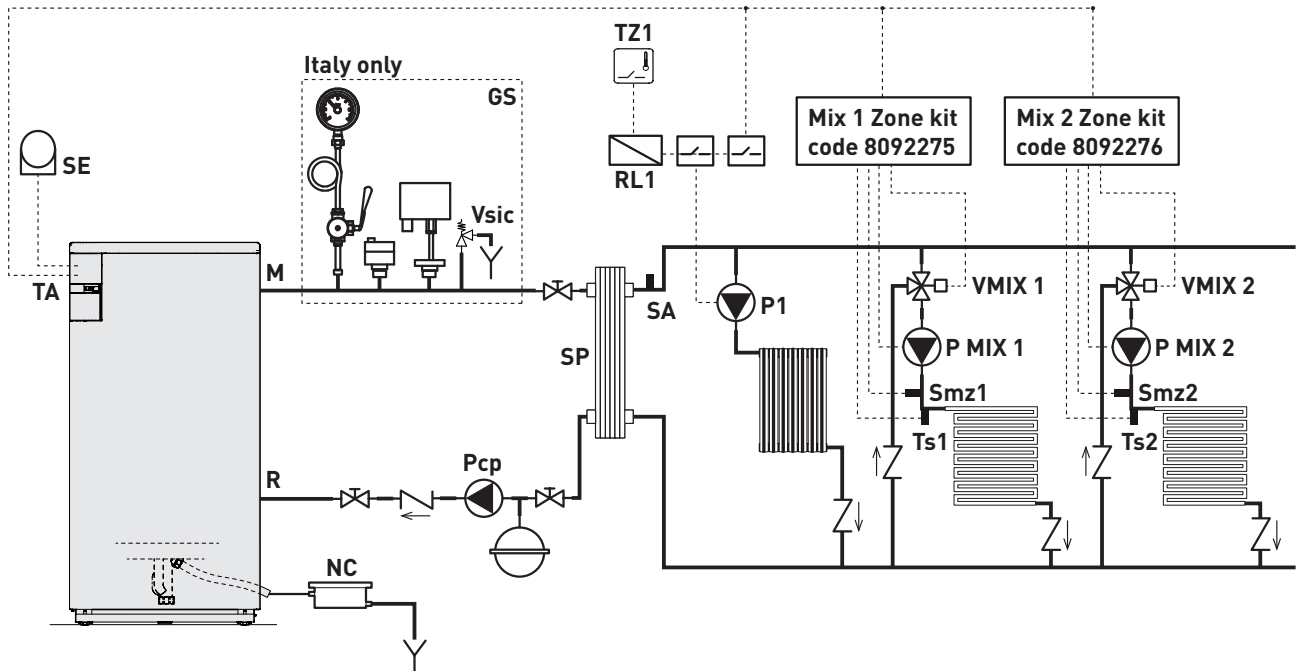 TZ1
Italy only
GS
Mix 1 Zone kit
code 8092275
Mix 2 Zone kit
code 8092276
SE
RL1
Vsic
M
TA
SA
P1
VMIX 1
VMIX 2
SP
P MIX 1
P MIX 2
Smz1
Smz2
Ts1
Ts2
Pcp
R
NC